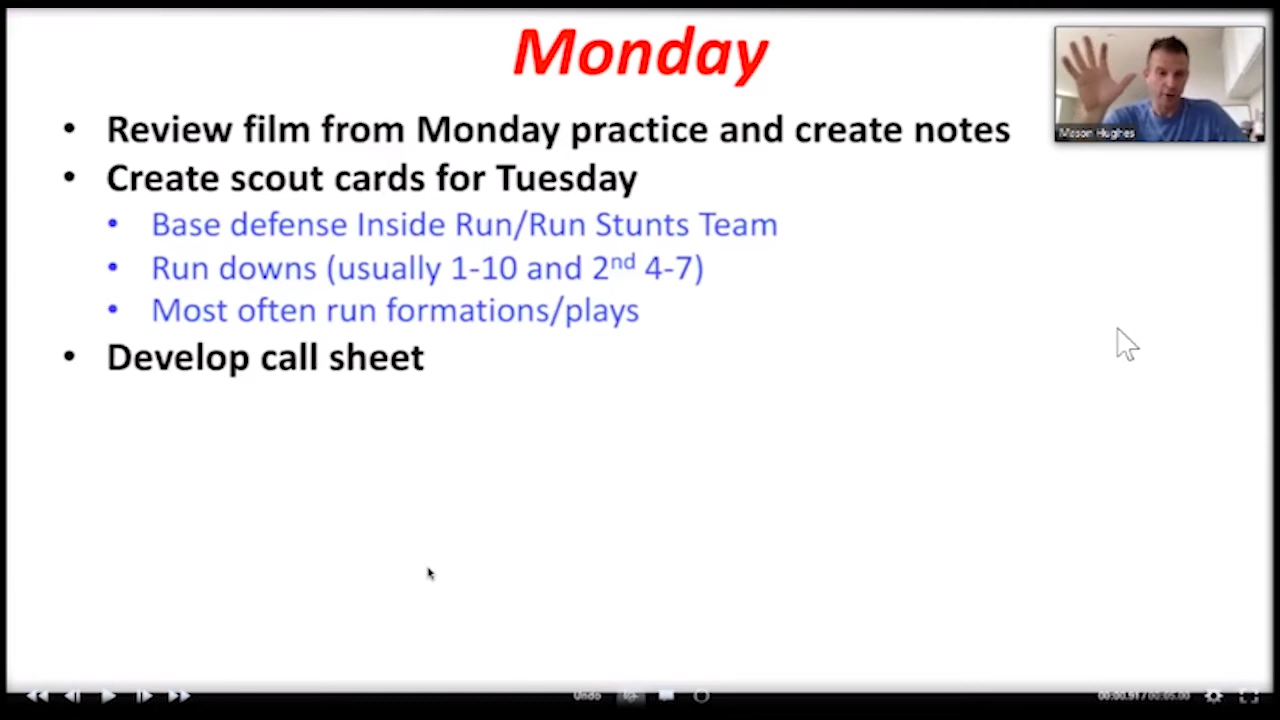 Monday
• Review film from Monday practice and create notes
• Create scout cards for Tuesday
• Base defense Inside Run/Run Stunts Team
• Run downs (usually 1-10 and 2nd 4-7)
• Most often run formations/plays
• Develop call sheet
Mason Hughes
Undo